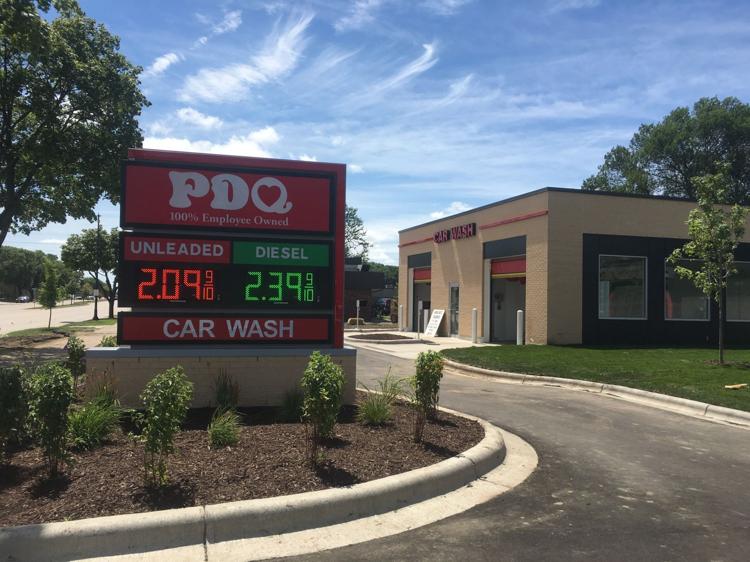 PDQ
100% Employee Owned
UNLEADED DIESEL
2.09 9/10 2.39 9/10
CAR WASH
CAR WASH